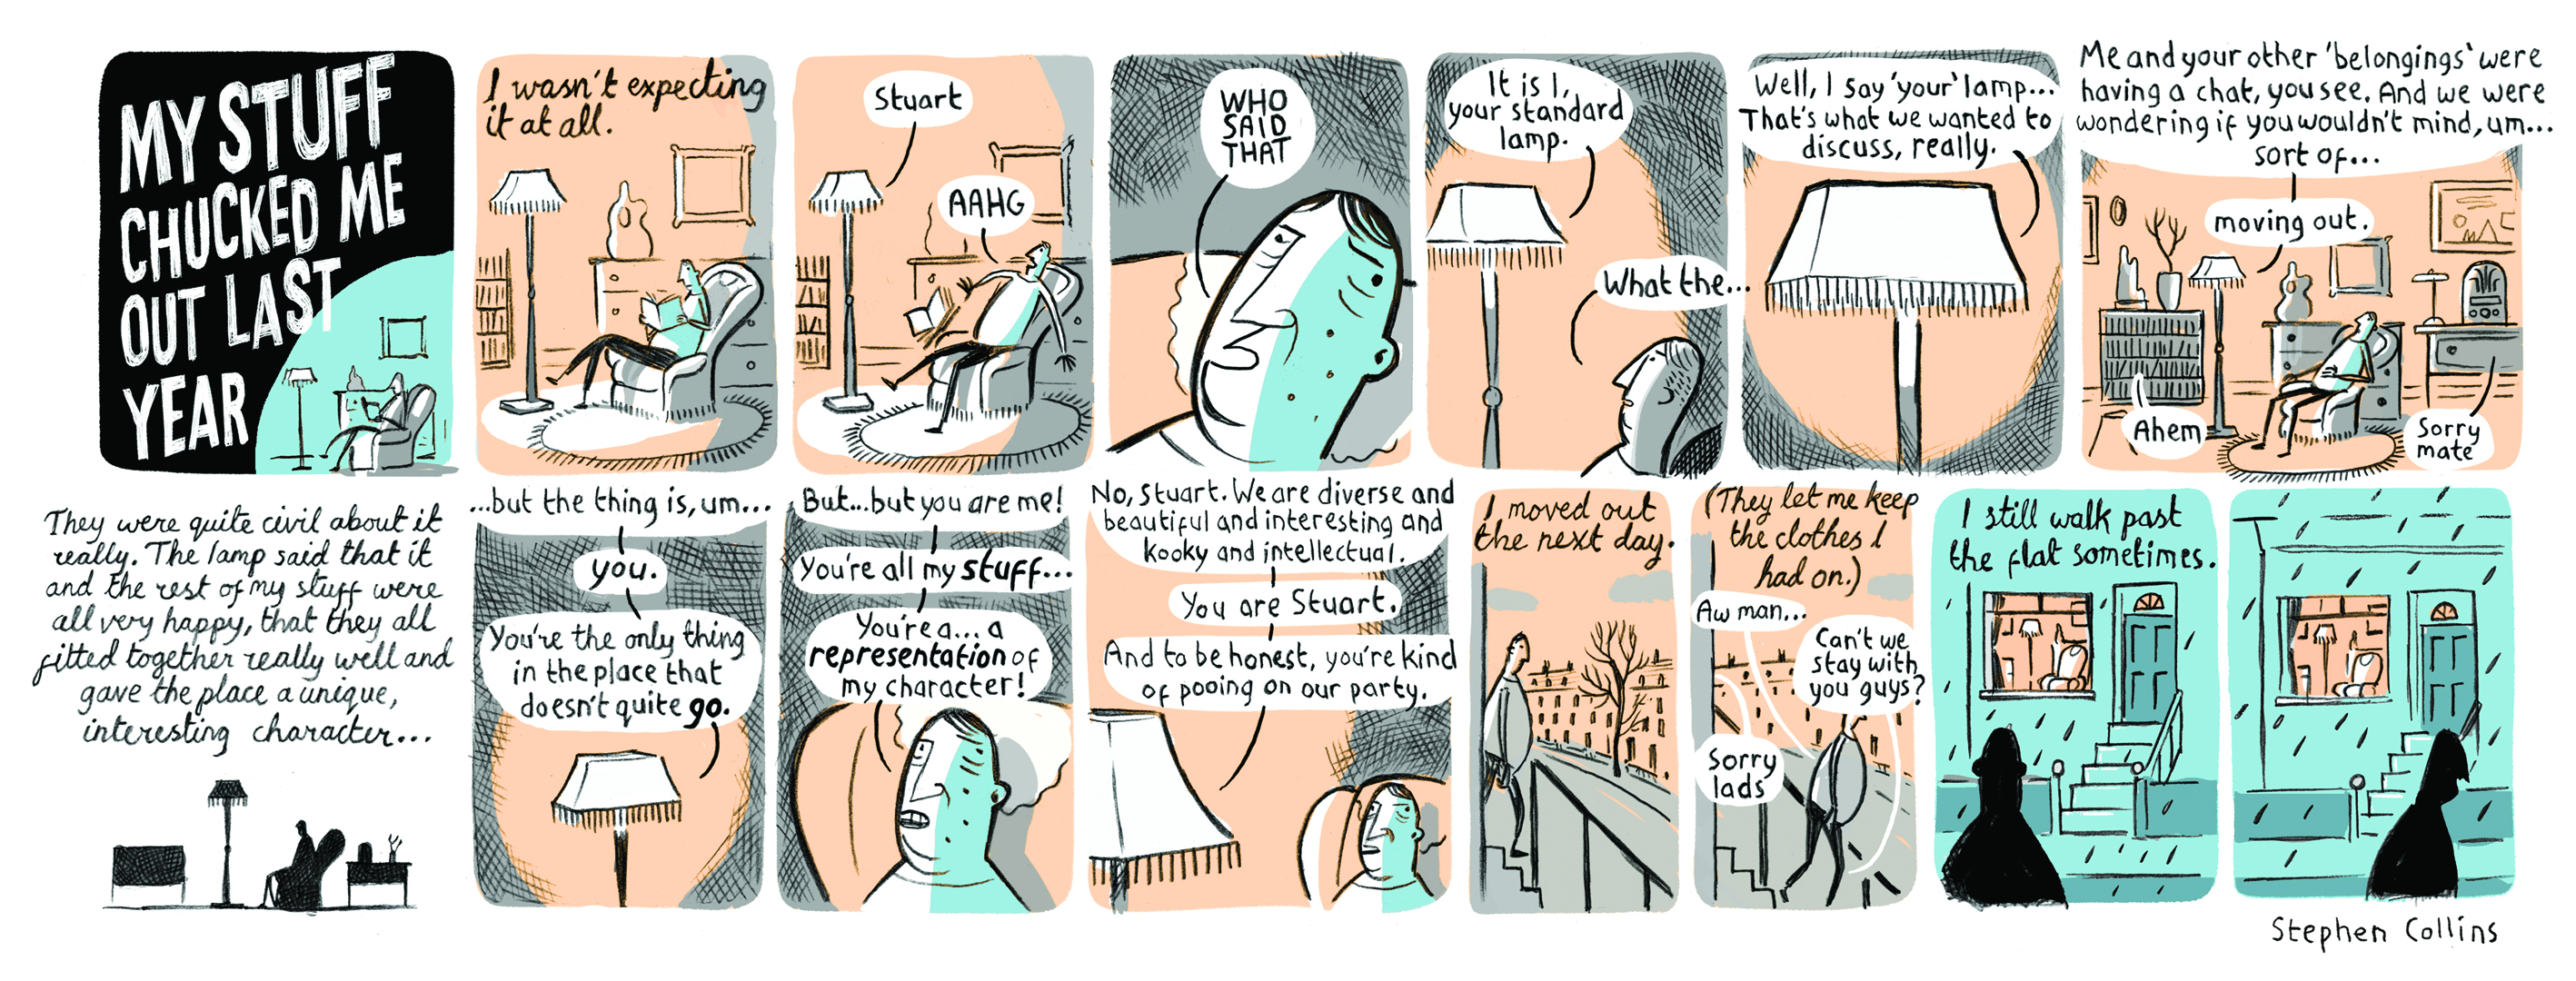 MY STUFF
CHUCKED ME
OUT LAST
YEAR
I wasn't expecting
it at all.
Stuart
AAHG
WHO
SAID
THAT
It is I,
your standard
lamp.
What the...
Well, I say 'your' lamp...
That's what we wanted to
discuss, really.
Me and your other 'belongings' were
having a chat, you see. And we were
wondering if you wouldn't mind, um...
sort of...
moving out.
Ahem
Sorry
mate
They were quite civil about it
really. The lamp said that it
and the rest of my stuff were
all very happy, that they all
fitted together really well and
gave the place a unique,
interesting character...
...but the thing is, um...
you.
You're the only thing
in the place that
doesn't quite go.
But...but you are me!
You're all my stuff...
You're a... a
representation of
my character!
No, Stuart. We are diverse and
beautiful and interesting and
kooky and intellectual.
You are Stuart.
And to be honest, you're kind
of pooing on our party.
I moved out
the next day.
(They let me keep
the clothes I
had on.)
Aw man...
Can't we
stay with
you guys?
Sorry
lads
I still walk past
the flat sometimes.
Stephen Collins